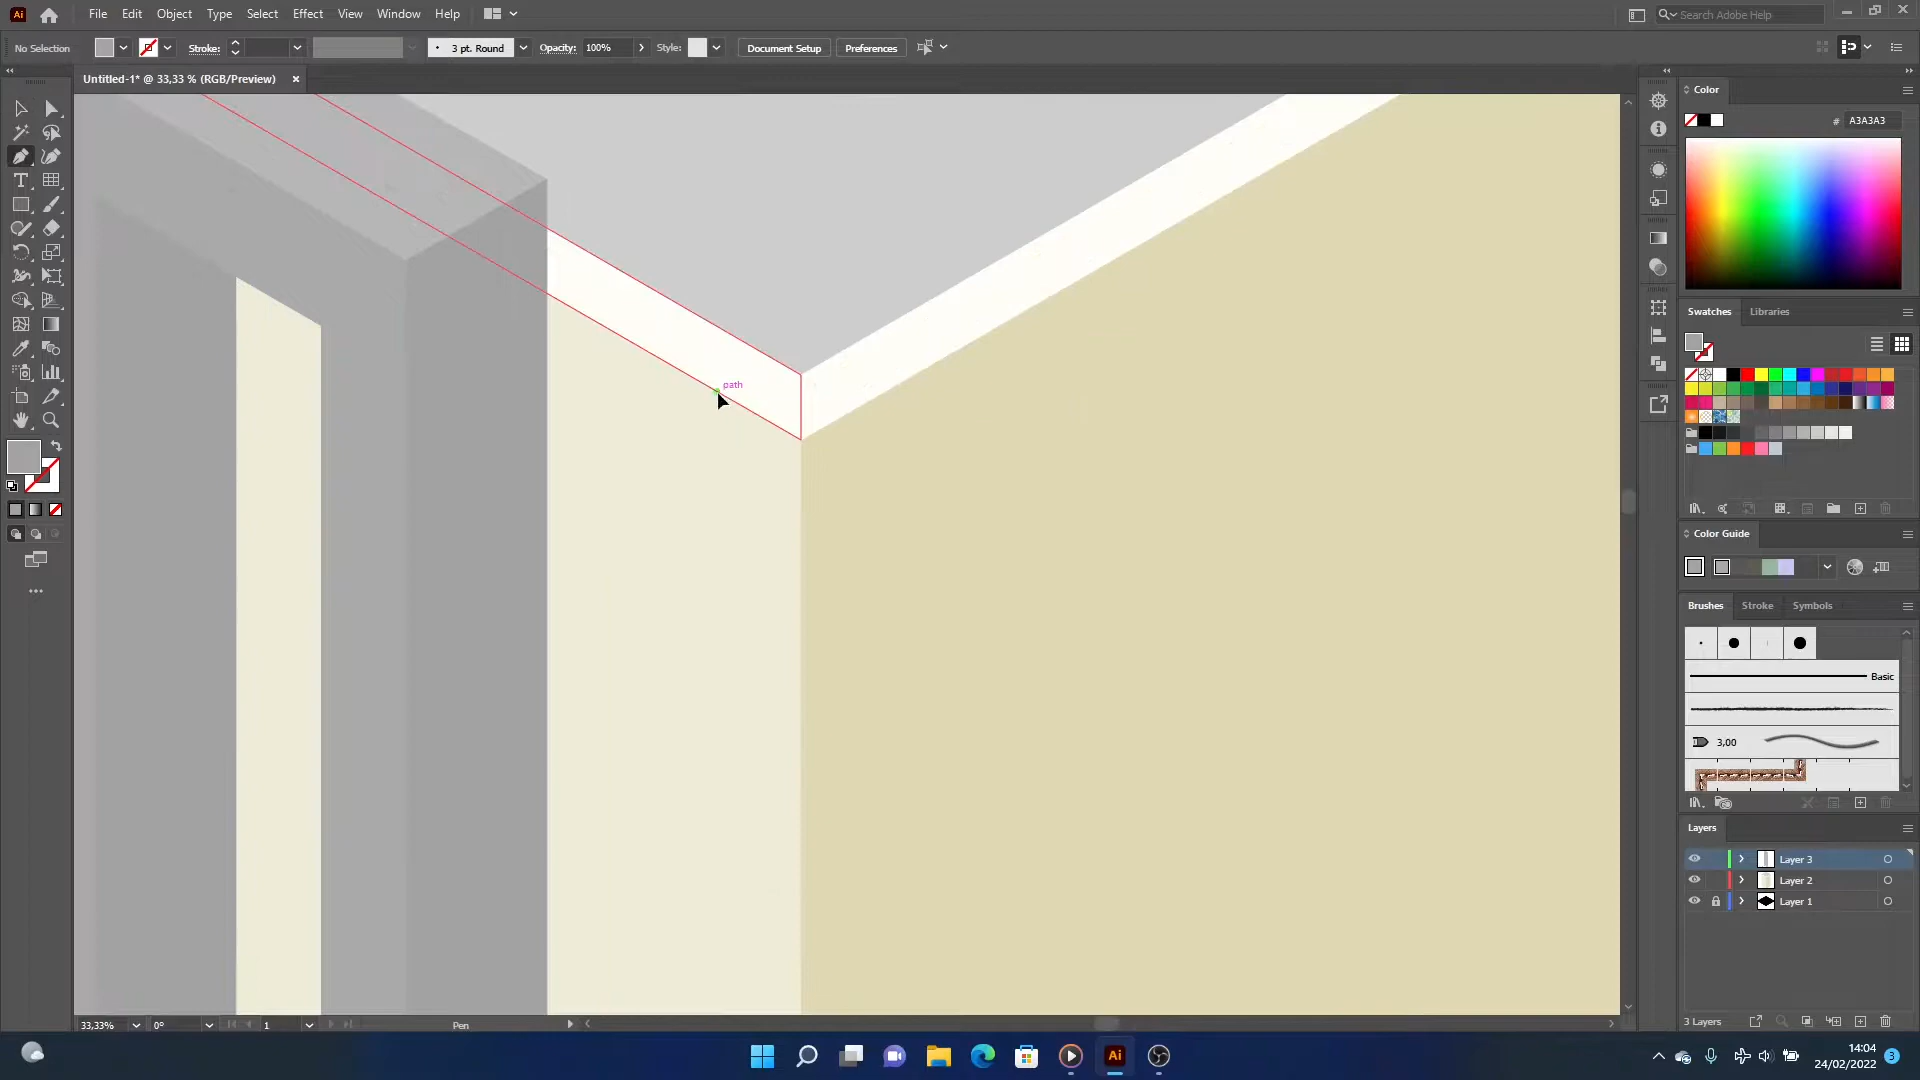 Ai File Edit Object Type Select Effect View Window Help Search Adobe Help
No Selection Stroke: 3 pt. Round Opacity: 100% Style: Document Setup Preferences
Untitled-1* @ 33,33 % (RGB/Preview) ×
Color
# A3A3A3
Swatches Libraries
path
Color Guide
Brushes Stroke Symbols
Basic
3,00
Layers
Layer 3
Layer 2
Layer 1
3 Layers
33,33% 0° 1 Pen
Ai
14:04
24/02/2022 3